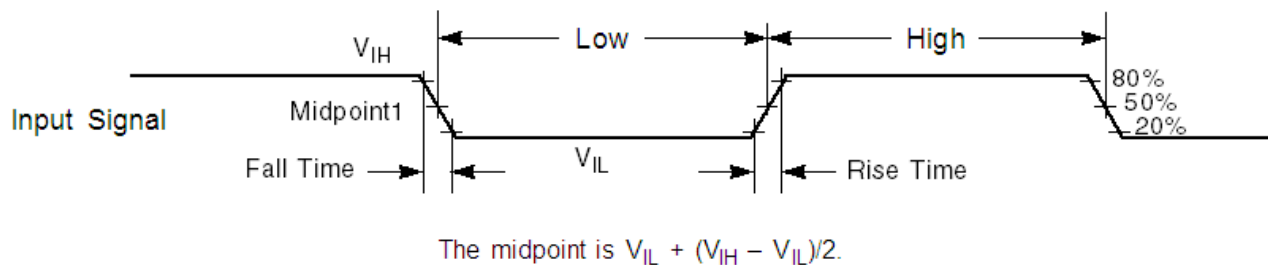 Low
High
V_IH
80%
Input Signal
Midpoint1
50%
20%
Fall Time
V_IL
Rise Time
The midpoint is V_IL + (V_IH – V_IL)/2.